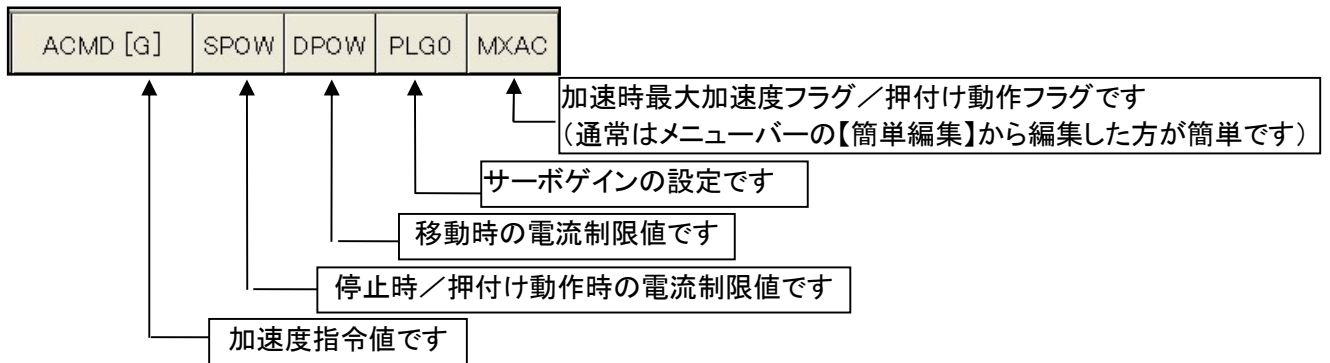 ACMD [G] SPOW DPOW PLG0 MXAC
加速時最大加速度フラグ／押付け動作フラグです
（通常はメニューバーの【簡単編集】から編集した方が簡単です）
サーボゲインの設定です
移動時の電流制限値です
停止時／押付け動作時の電流制限値です
加速度指令値です